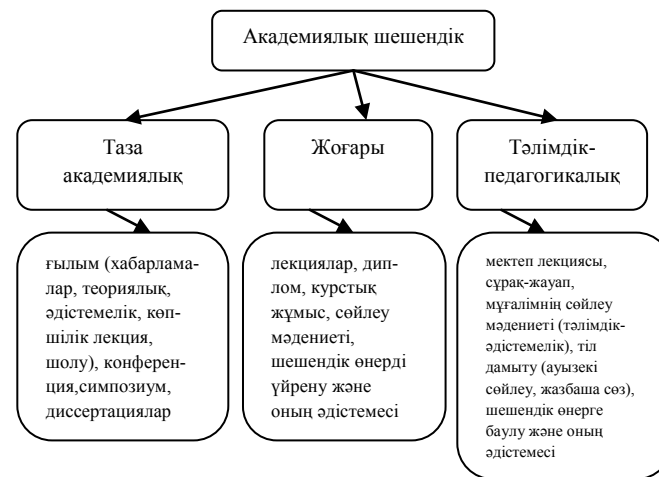 Академиялық шешендік
Таза
академиялық
Жоғары
Тәлімдік-
педагогикалық
ғылым (хабарлама-
лар, теориялық,
әдістемелік, көп-
шілік лекция,
шолу), конферен-
ция,симпозиум,
диссертациялар
лекциялар, дип-
лом, курстық
жұмыс, сөйлеу
мәдениеті,
шешендік өнерді
үйрену және
оның әдістемесі
мектеп лекциясы,
сұрақ-жауап,
мұғалімнің сөйлеу
мәдениеті (тәлімдік-
әдістемелік), тіл
дамыту (ауызекі
сөйлеу, жазбаша сөз),
шешендік өнерге
баулу және оның
әдістемесі